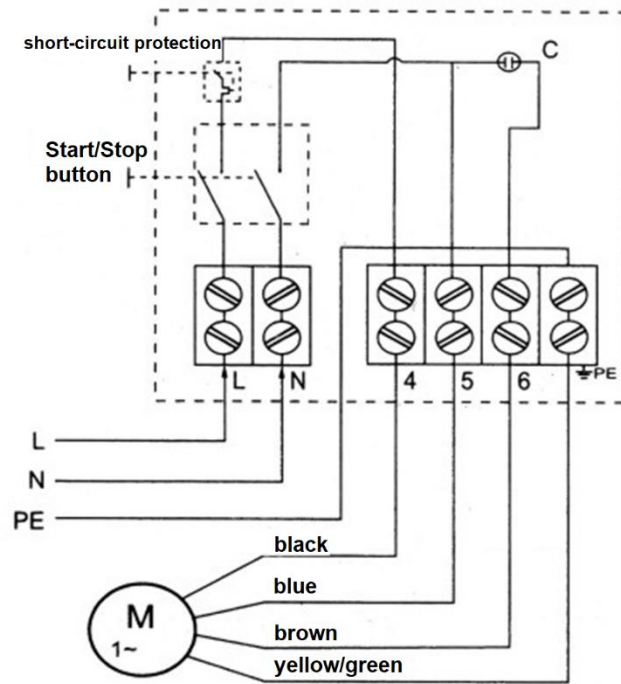 short-circuit protection
C
Start/Stop
button
L N 4 5 6 PE
L
N
PE
black
blue
M
1~
brown
yellow/green